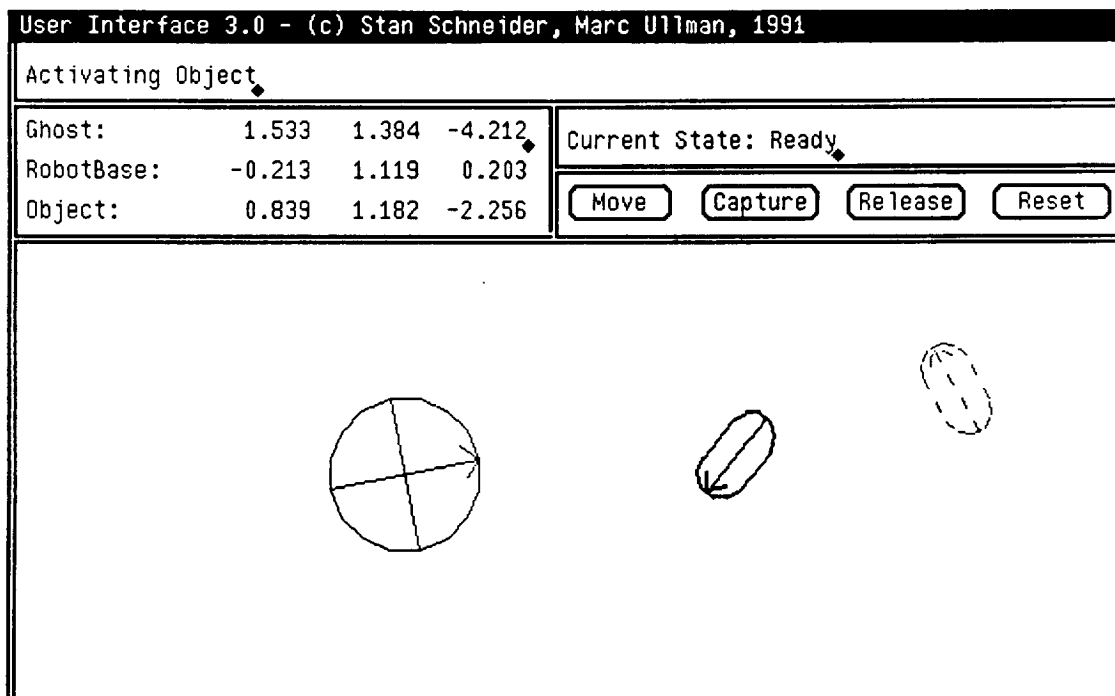 User Interface 3.0 - (c) Stan Schneider, Marc Ullman, 1991
Activating Object
Ghost: 1.533 1.384 -4.212
RobotBase: -0.213 1.119 0.203
Object: 0.839 1.182 -2.256
Current State: Ready
Move Capture Release Reset